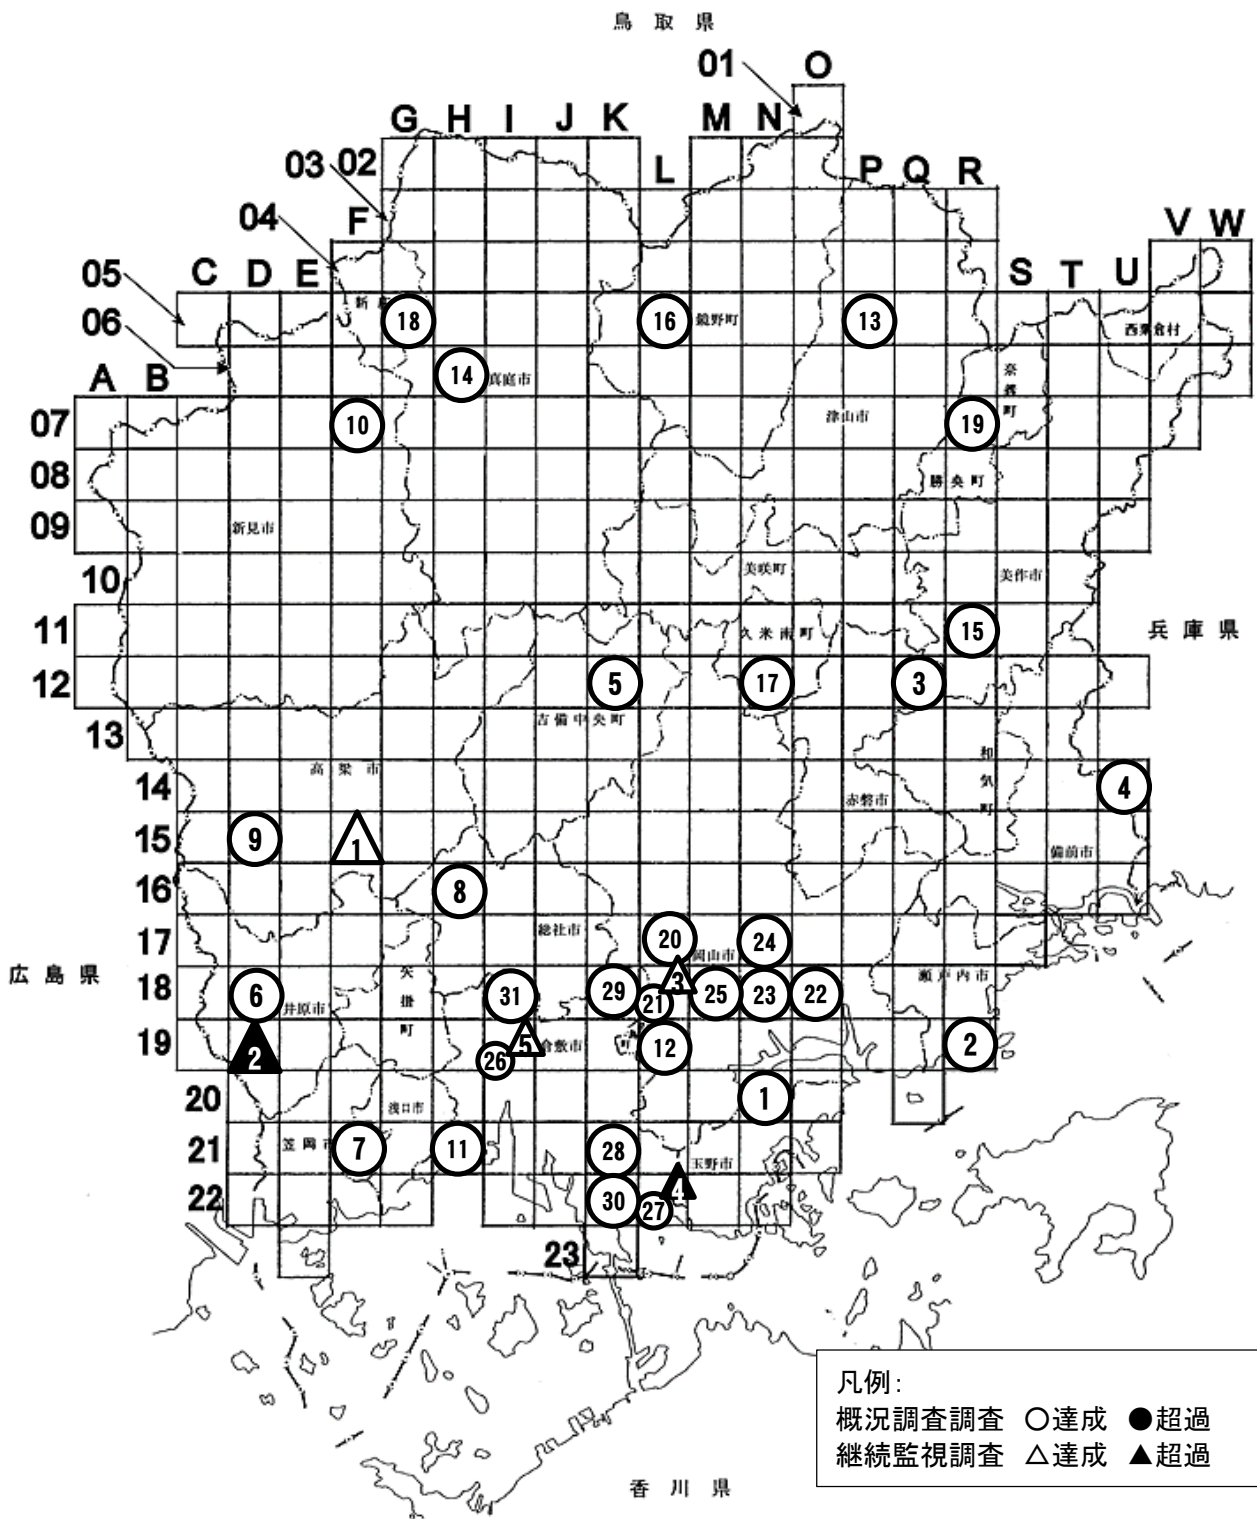 鳥取県
01 O
G H I J K M N
03 02 L P Q R
04 F V W
05 C D E S T U
新庄 18 16 鏡野町 13 西粟倉村
06
A B 14 真庭市 奈義町
07 10 津山市 19
08 勝央町
09 新見市
10 美咲町 美作市
11 久米南町 15 兵庫県
12 5 17 3
13 吉備中央町 和気町
14 高梁市 赤磐市 4
15 9 1 備前市
16 8
17 総社市 20 岡山市 24
広島県 矢掛町 瀬戸内市
18 6 井原市 31 29 21 3 25 23 22
19 2 26 5 倉敷市 町 12 2
20 浅口市 1
21 笠岡市 7 11 28 玉野市
22 30 27 4
23
凡例:
概況調査調査 ○達成 ●超過
継続監視調査 △達成 ▲超過
香川県